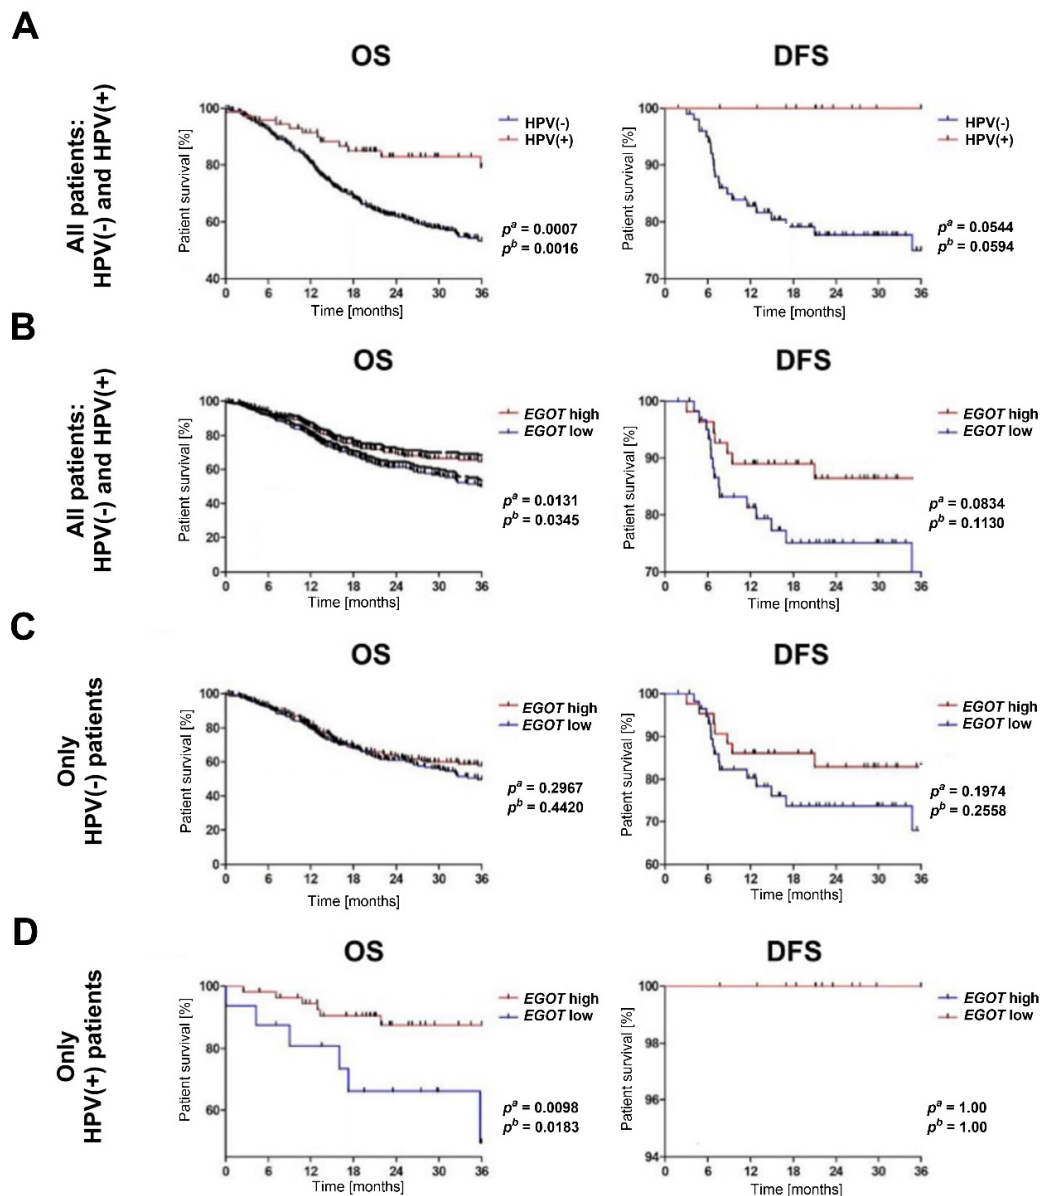 A
OS
DFS
All patients:
HPV(-) and HPV(+)
Patient survival [%]
100
80
60
40
0 6 12 18 24 30 36
Time [months]
HPV(-)
HPV(+)
pᵃ = 0.0007
pᵇ = 0.0016
Patient survival [%]
100
90
80
70
0 6 12 18 24 30 36
Time [months]
HPV(-)
HPV(+)
pᵃ = 0.0544
pᵇ = 0.0594
B
OS
DFS
All patients:
HPV(-) and HPV(+)
Patient survival [%]
100
80
60
40
20
0
0 6 12 18 24 30 36
Time [months]
EGOT high
EGOT low
pᵃ = 0.0131
pᵇ = 0.0345
Patient survival [%]
100
90
80
70
0 6 12 18 24 30 36
Time [months]
EGOT high
EGOT low
pᵃ = 0.0834
pᵇ = 0.1130
C
OS
DFS
Only
HPV(-) patients
Patient survival [%]
100
80
60
40
20
0
0 6 12 18 24 30 36
Time [months]
EGOT high
EGOT low
pᵃ = 0.2967
pᵇ = 0.4420
Patient survival [%]
100
90
80
70
60
0 6 12 18 24 30 36
Time [months]
EGOT high
EGOT low
pᵃ = 0.1974
pᵇ = 0.2558
D
OS
DFS
Only
HPV(+) patients
Patient survival [%]
100
80
60
0 6 12 18 24 30 36
Time [months]
EGOT high
EGOT low
pᵃ = 0.0098
pᵇ = 0.0183
Patient survival [%]
100
98
96
94
0 6 12 18 24 30 36
Time [months]
EGOT high
EGOT low
pᵃ = 1.00
pᵇ = 1.00